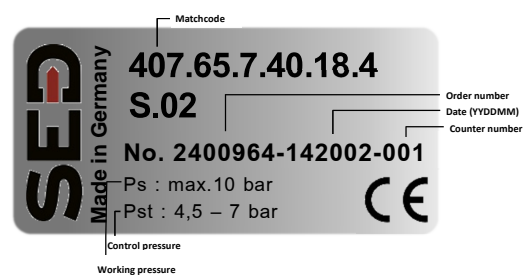 Matchcode
SED
Made in Germany
407.65.7.40.18.4
S.02
Order number
Date (YYDDMM)
Counter number
No. 2400964-142002-001
Ps : max.10 bar
Pst : 4,5 – 7 bar
CE
Control pressure
Working pressure